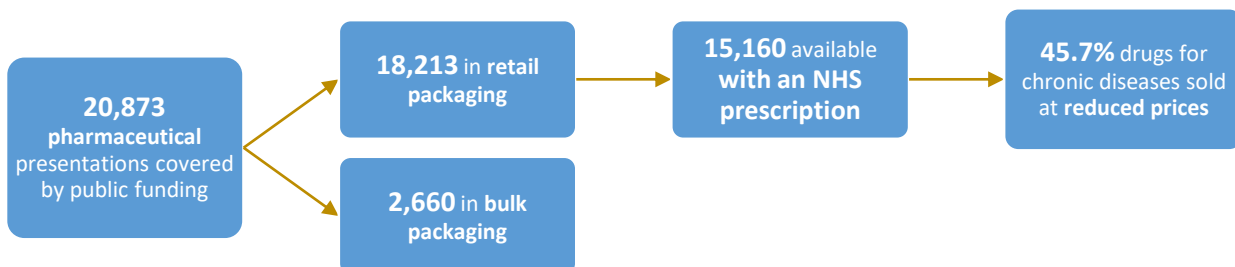 20,873
pharmaceutical
presentations covered
by public funding
18,213 in retail
packaging
2,660 in bulk
packaging
15,160 available
with an NHS
prescription
45.7% drugs for
chronic diseases sold
at reduced prices